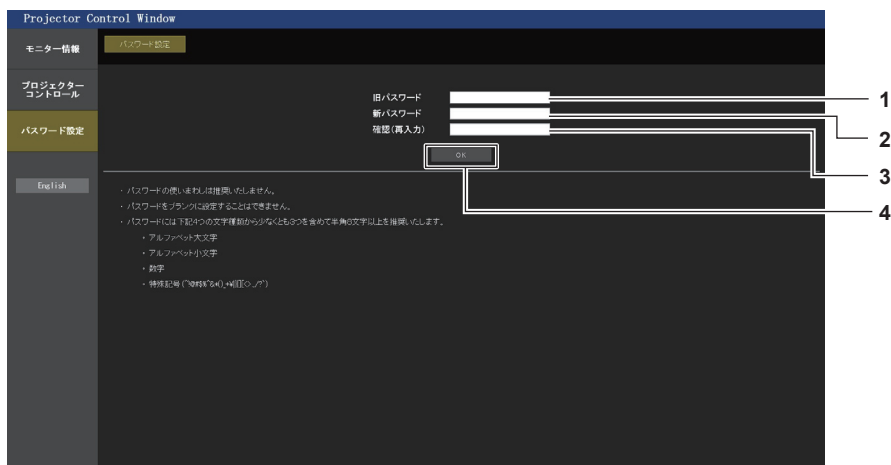 Projector Control Window
モニター情報
パスワード設定
プロジェクター
コントロール
パスワード設定
English
旧パスワード
新パスワード
確認(再入力)
OK
・パスワードの使いまわしは推奨いたしません。
・パスワードをブランクに設定することはできません。
・パスワードには下記4つの文字種類から少なくとも3つを含めて半角8文字以上を推奨いたします。
・アルファベット大文字
・アルファベット小文字
・数字
・特殊記号
1
2
3
4